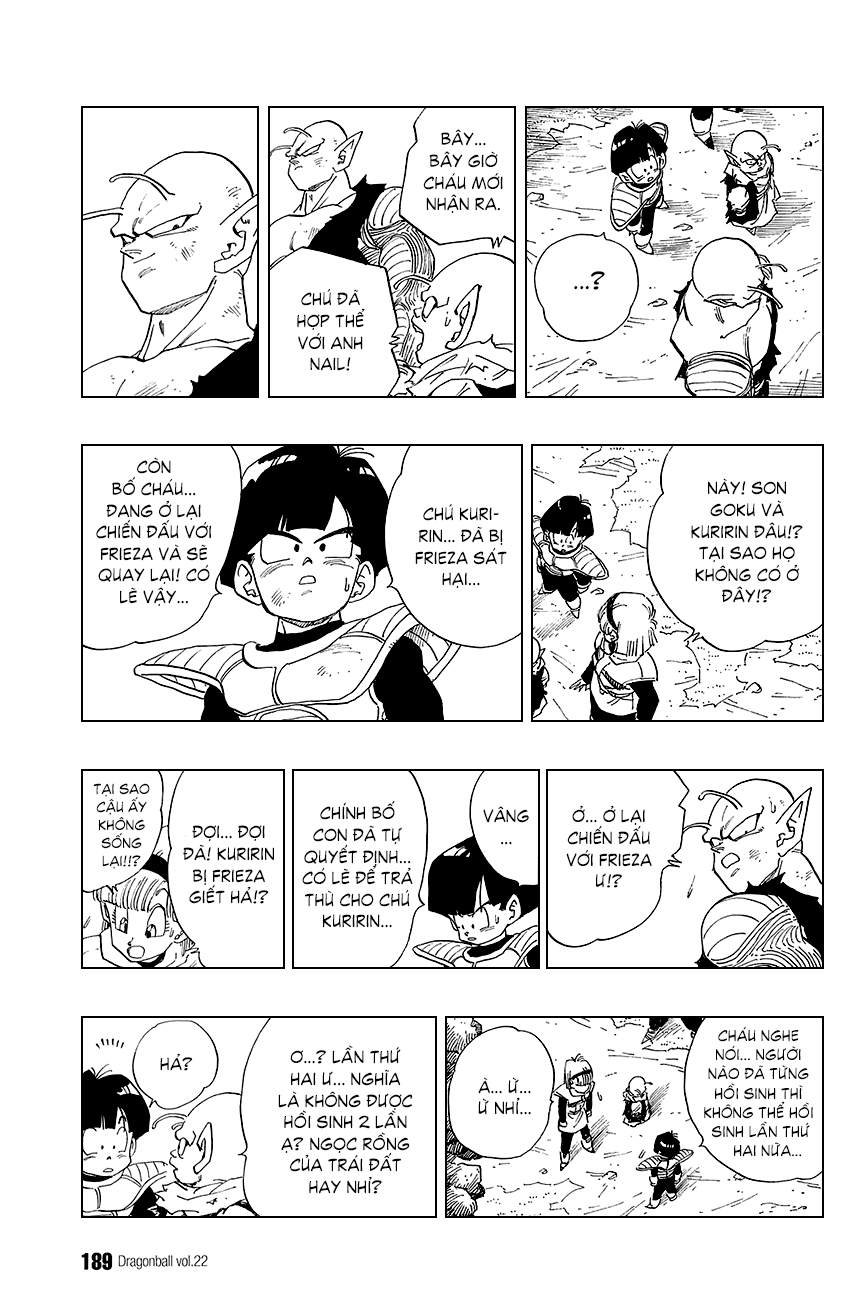 ...?
BÂY...
BÂY GIỜ
CHÁU MỚI
NHẬN RA.
CHÚ ĐÃ
HỢP THỂ
VỚI ANH
NAIL!
NÀY! SON
GOKU VÀ
KURIRIN ĐÂU!?
TẠI SAO HỌ
KHÔNG CÓ Ở
ĐÂY!?
CHÚ KURI-
RIN... ĐÃ BỊ
FRIEZA SÁT
HẠI...
CÒN
BỐ CHÁU...
ĐANG Ở LẠI
CHIẾN ĐẤU VỚI
FRIEZA VÀ SẼ
QUAY LẠI! CÓ
LẼ VẬY...
Ở... Ở LẠI
CHIẾN ĐẤU
VỚI FRIEZA
Ư!?
VÂNG
...
CHÍNH BỐ
CON ĐÃ TỰ
QUYẾT ĐỊNH...
CÓ LẼ ĐỂ TRẢ
THÙ CHO CHÚ
KURIRIN...
ĐỢI... ĐỢI
ĐÃ! KURIRIN
BỊ FRIEZA
GIẾT HẢ!?
TẠI SAO
CẬU ẤY
KHÔNG
SỐNG
LẠI!!?
CHÁU NGHE
NÓI... NGƯỜI
NÀO ĐÃ TỪNG
HỒI SINH THÌ
KHÔNG THỂ HỒI
SINH LẦN THỨ
HAI NỮA...
À... Ừ...
Ừ NHỈ...
Ơ...? LẦN THỨ
HAI Ư... NGHĨA
LÀ KHÔNG ĐƯỢC
HỒI SINH 2 LẦN
Ạ? NGỌC RỒNG
CỦA TRÁI ĐẤT
HAY NHỈ?
HẢ?
189 Dragonball vol.22